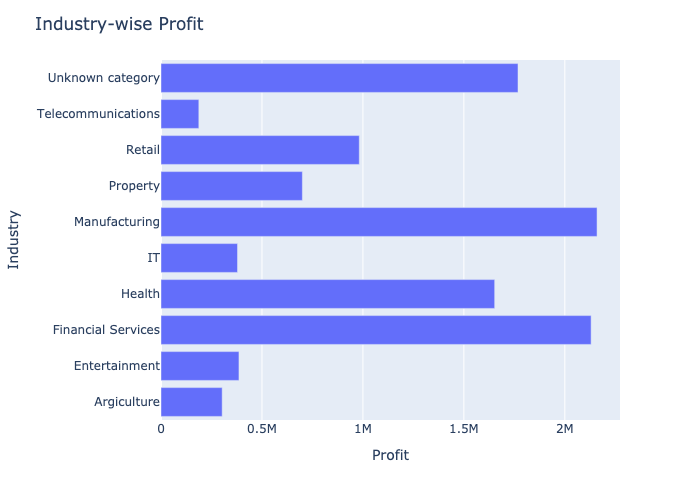 Industry-wise Profit
Unknown category
Telecommunications
Retail
Property
Manufacturing
IT
Health
Financial Services
Entertainment
Argiculture
Industry
0 0.5M 1M 1.5M 2M
Profit